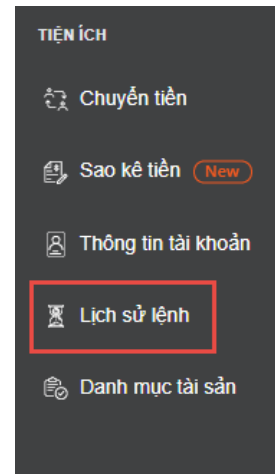 TIỆN ÍCH
Chuyển tiền
Sao kê tiền New
Thông tin tài khoản
Lịch sử lệnh
Danh mục tài sản